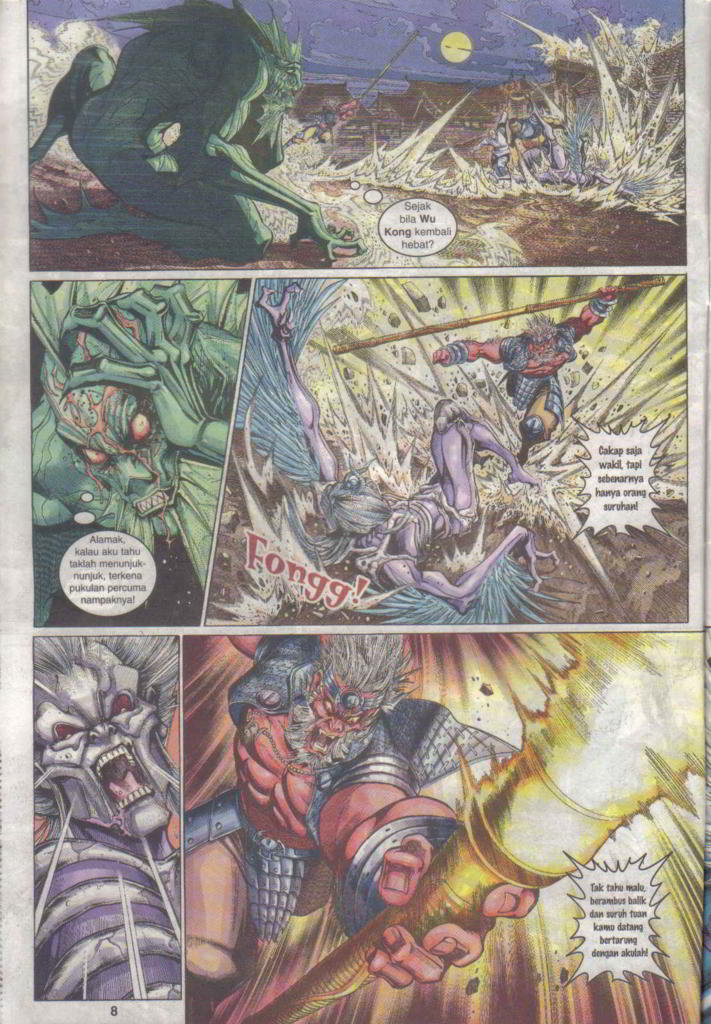 Sejak
bila Wu
Kong kembali
hebat?
Alamak,
kalau aku tahu
taklah menunjuk-
nunjuk, terkena
pukulan percuma
nampaknya!
Cakap saja
wakil, tapi
sebenarnya
hanya orang
suruhan!
Fongg!
Tak tahu malu,
berambus balik
dan suruh tuan
kamu datang
bertarung
dengan akulah!
8